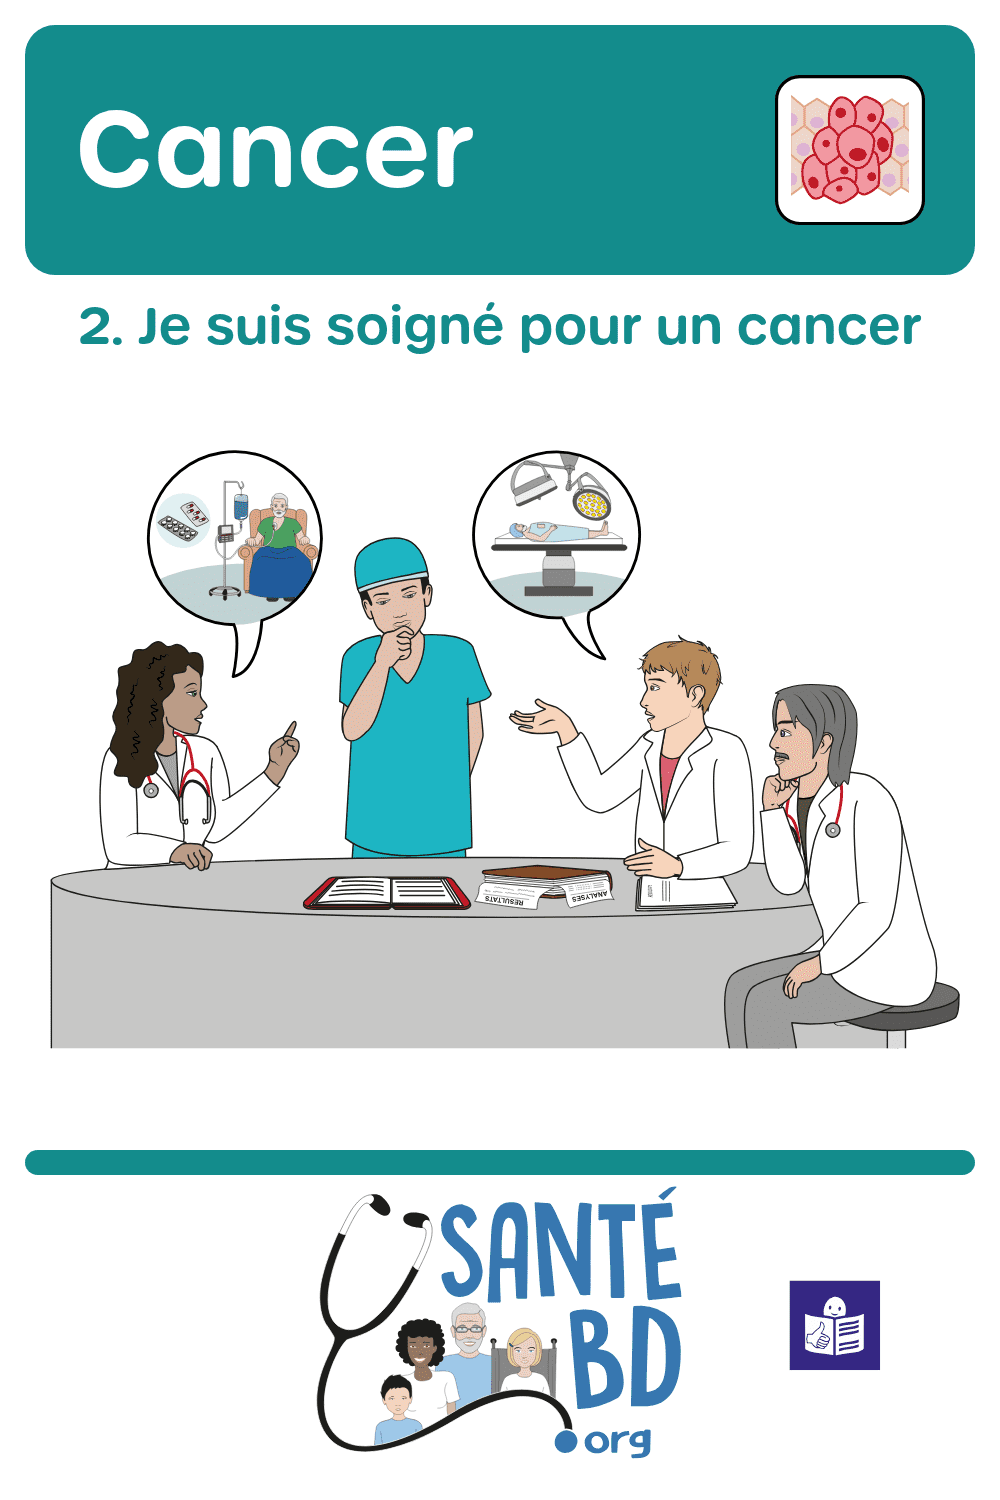 Cancer
2. Je suis soigné pour un cancer
RESULTATS
ANALYSES
SANTÉ
BD
.org